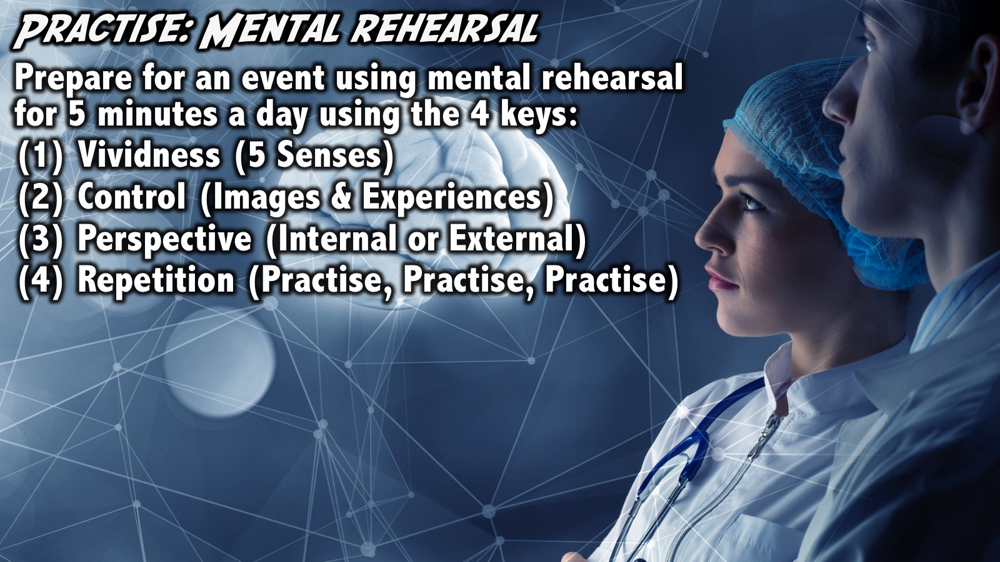 Practise: Mental rehearsal
Prepare for an event using mental rehearsal
for 5 minutes a day using the 4 keys:
(1) Vividness (5 Senses)
(2) Control (Images & Experiences)
(3) Perspective (Internal or External)
(4) Repetition (Practise, Practise, Practise)